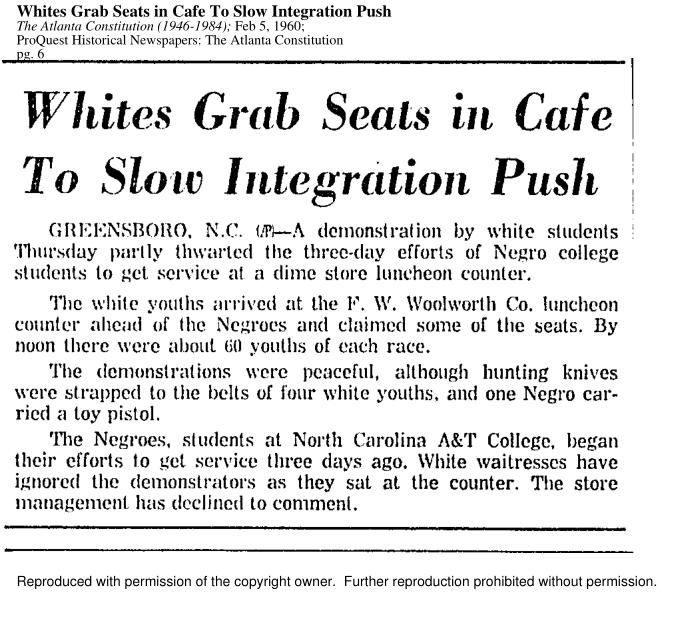 Whites Grab Seats in Cafe To Slow Integration Push
The Atlanta Constitution (1946-1984); Feb 5, 1960;
ProQuest Historical Newspapers: The Atlanta Constitution
pg. 6
Whites Grab Seats in Cafe
To Slow Integration Push
GREENSBORO, N.C. (AP)—A demonstration by white students
Thursday partly thwarted the three-day efforts of Negro college
students to get service at a dime store luncheon counter.
The white youths arrived at the F. W. Woolworth Co. luncheon
counter ahead of the Negroes and claimed some of the seats. By
noon there were about 60 youths of each race.
The demonstrations were peaceful, although hunting knives
were strapped to the belts of four white youths, and one Negro car-
ried a toy pistol.
The Negroes, students at North Carolina A&T College, began
their efforts to get service three days ago. White waitresses have
ignored the demonstrators as they sat at the counter. The store
management has declined to comment.
Reproduced with permission of the copyright owner. Further reproduction prohibited without permission.